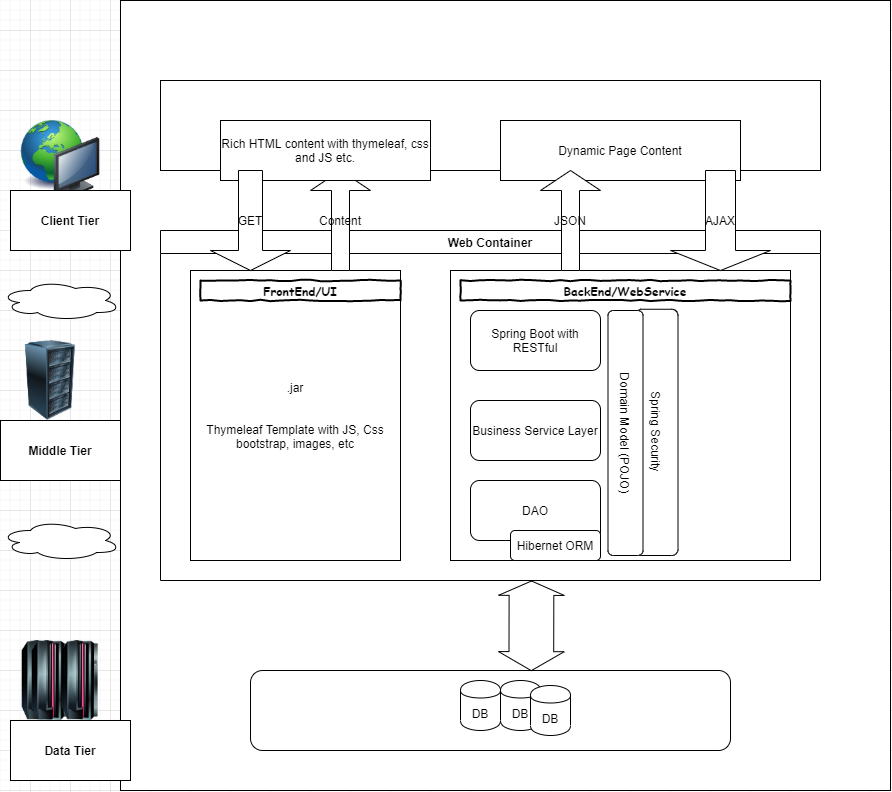 Rich HTML content with thymeleaf, css
and JS etc.
Dynamic Page Content
Client Tier
GET
Content
JSON
AJAX
Web Container
FrontEnd/UI
BackEnd/WebService
.jar
Thymeleaf Template with JS, Css
bootstrap, images, etc
Spring Boot with
RESTful
Business Service Layer
DAO
Hibernet ORM
Domain Model (POJO)
Spring Security
Middle Tier
DB
DB
DB
Data Tier